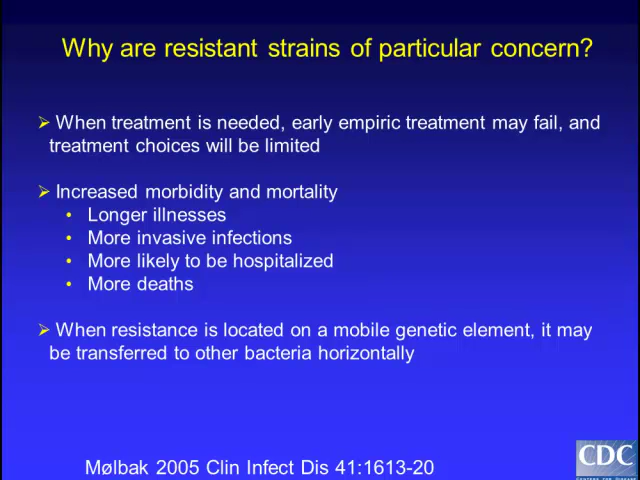 Why are resistant strains of particular concern?
➢ When treatment is needed, early empiric treatment may fail, and
treatment choices will be limited
➢ Increased morbidity and mortality
• Longer illnesses
• More invasive infections
• More likely to be hospitalized
• More deaths
➢ When resistance is located on a mobile genetic element, it may
be transferred to other bacteria horizontally
Mølbak 2005 Clin Infect Dis 41:1613-20
CDC